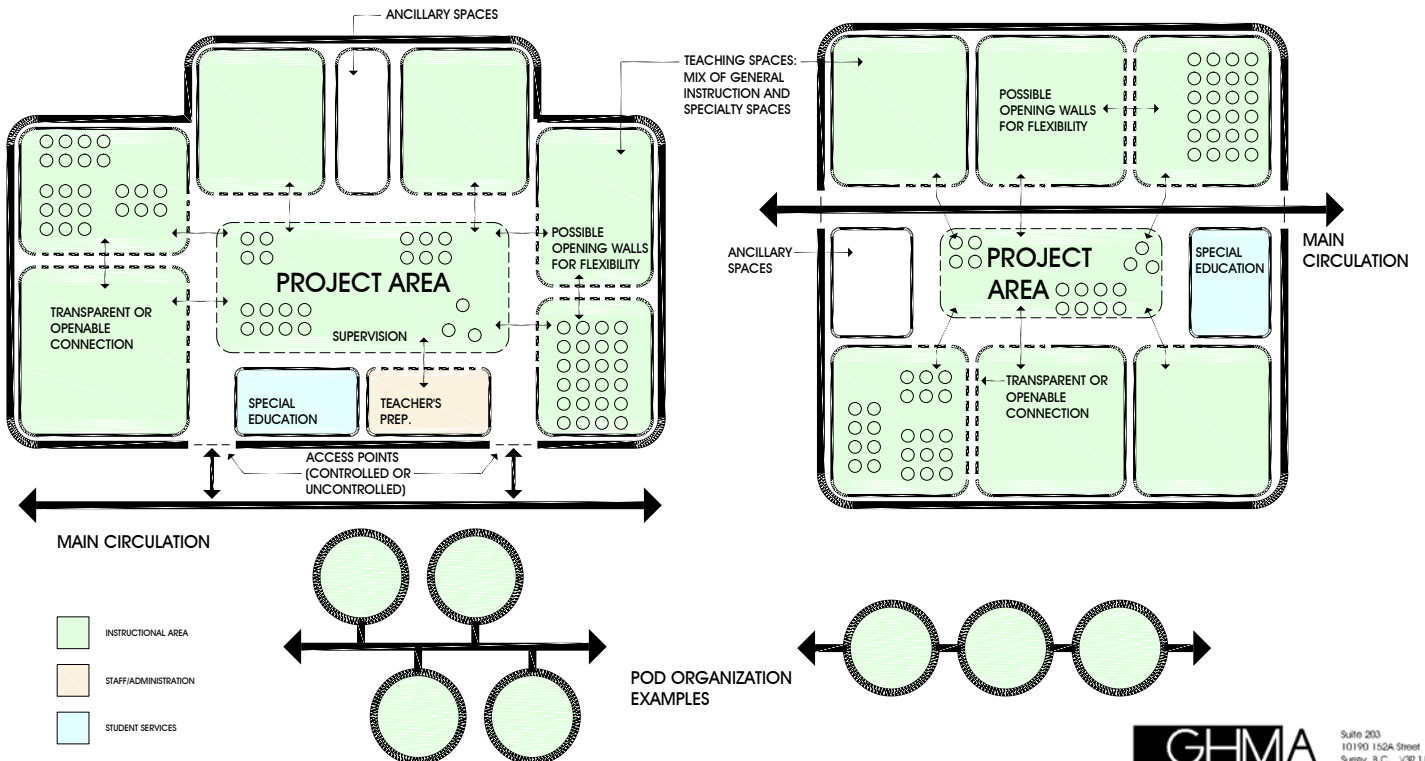 ANCILLARY SPACES
TEACHING SPACES:
MIX OF GENERAL
INSTRUCTION AND
SPECIALTY SPACES
POSSIBLE
OPENING WALLS
FOR FLEXIBILITY
PROJECT AREA
SUPERVISION
TRANSPARENT OR
OPENABLE
CONNECTION
SPECIAL
EDUCATION
TEACHER'S
PREP.
ACCESS POINTS
(CONTROLLED OR
UNCONTROLLED)
MAIN CIRCULATION
POSSIBLE
OPENING WALLS
FOR FLEXIBILITY
ANCILLARY
SPACES
PROJECT
AREA
SPECIAL
EDUCATION
MAIN
CIRCULATION
TRANSPARENT OR
OPENABLE
CONNECTION
INSTRUCTIONAL AREA
STAFF/ADMINISTRATION
STUDENT SERVICES
POD ORGANIZATION
EXAMPLES
GHMA
Suite 203
10190 152A Street
Surrey, B.C.